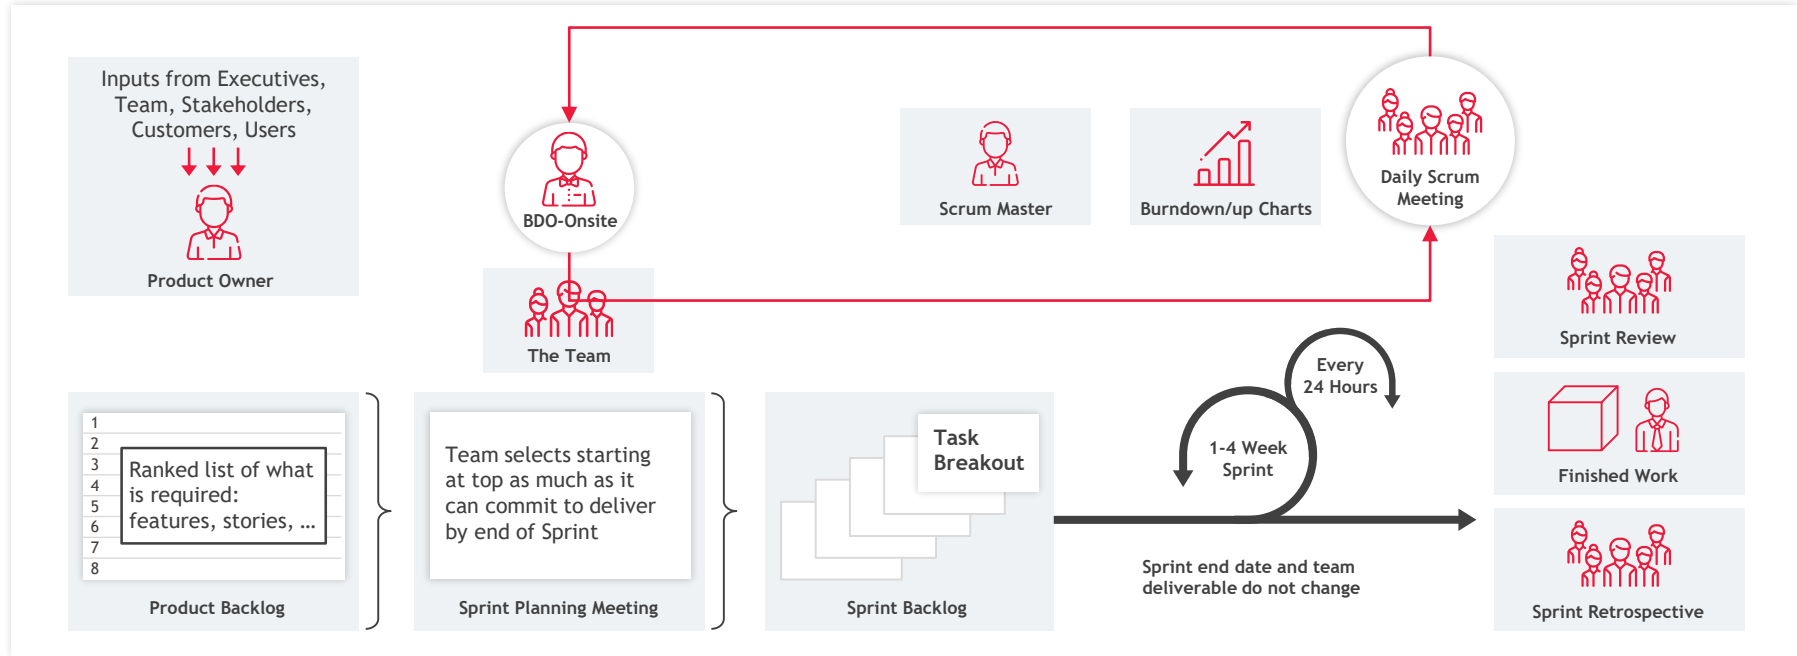 Inputs from Executives,
Team, Stakeholders,
Customers, Users
Product Owner
BDO-Onsite
The Team
Scrum Master
Burndown/up Charts
Daily Scrum
Meeting
Sprint Review
Finished Work
Sprint Retrospective
1
2
3
4
5
6
7
8
Ranked list of what
is required:
features, stories, ...
Product Backlog
Team selects starting
at top as much as it
can commit to deliver
by end of Sprint
Sprint Planning Meeting
Task
Breakout
Sprint Backlog
Every
24 Hours
1-4 Week
Sprint
Sprint end date and team
deliverable do not change